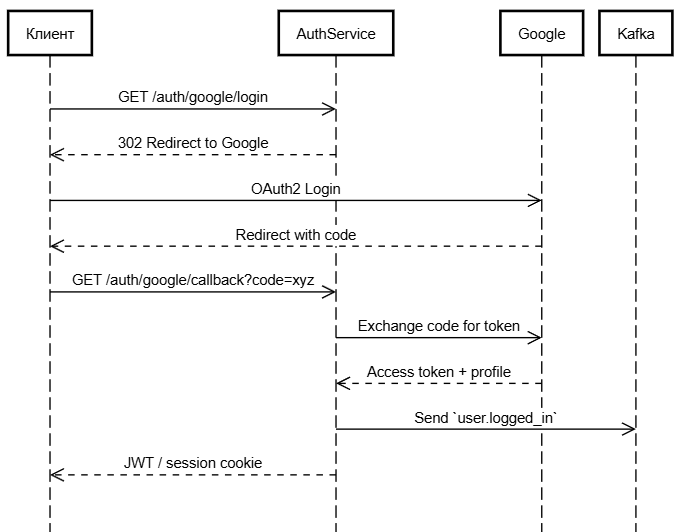 Клиент
AuthService
Google
Kafka
GET /auth/google/login
302 Redirect to Google
OAuth2 Login
Redirect with code
GET /auth/google/callback?code=xyz
Exchange code for token
Access token + profile
Send `user.logged_in`
JWT / session cookie